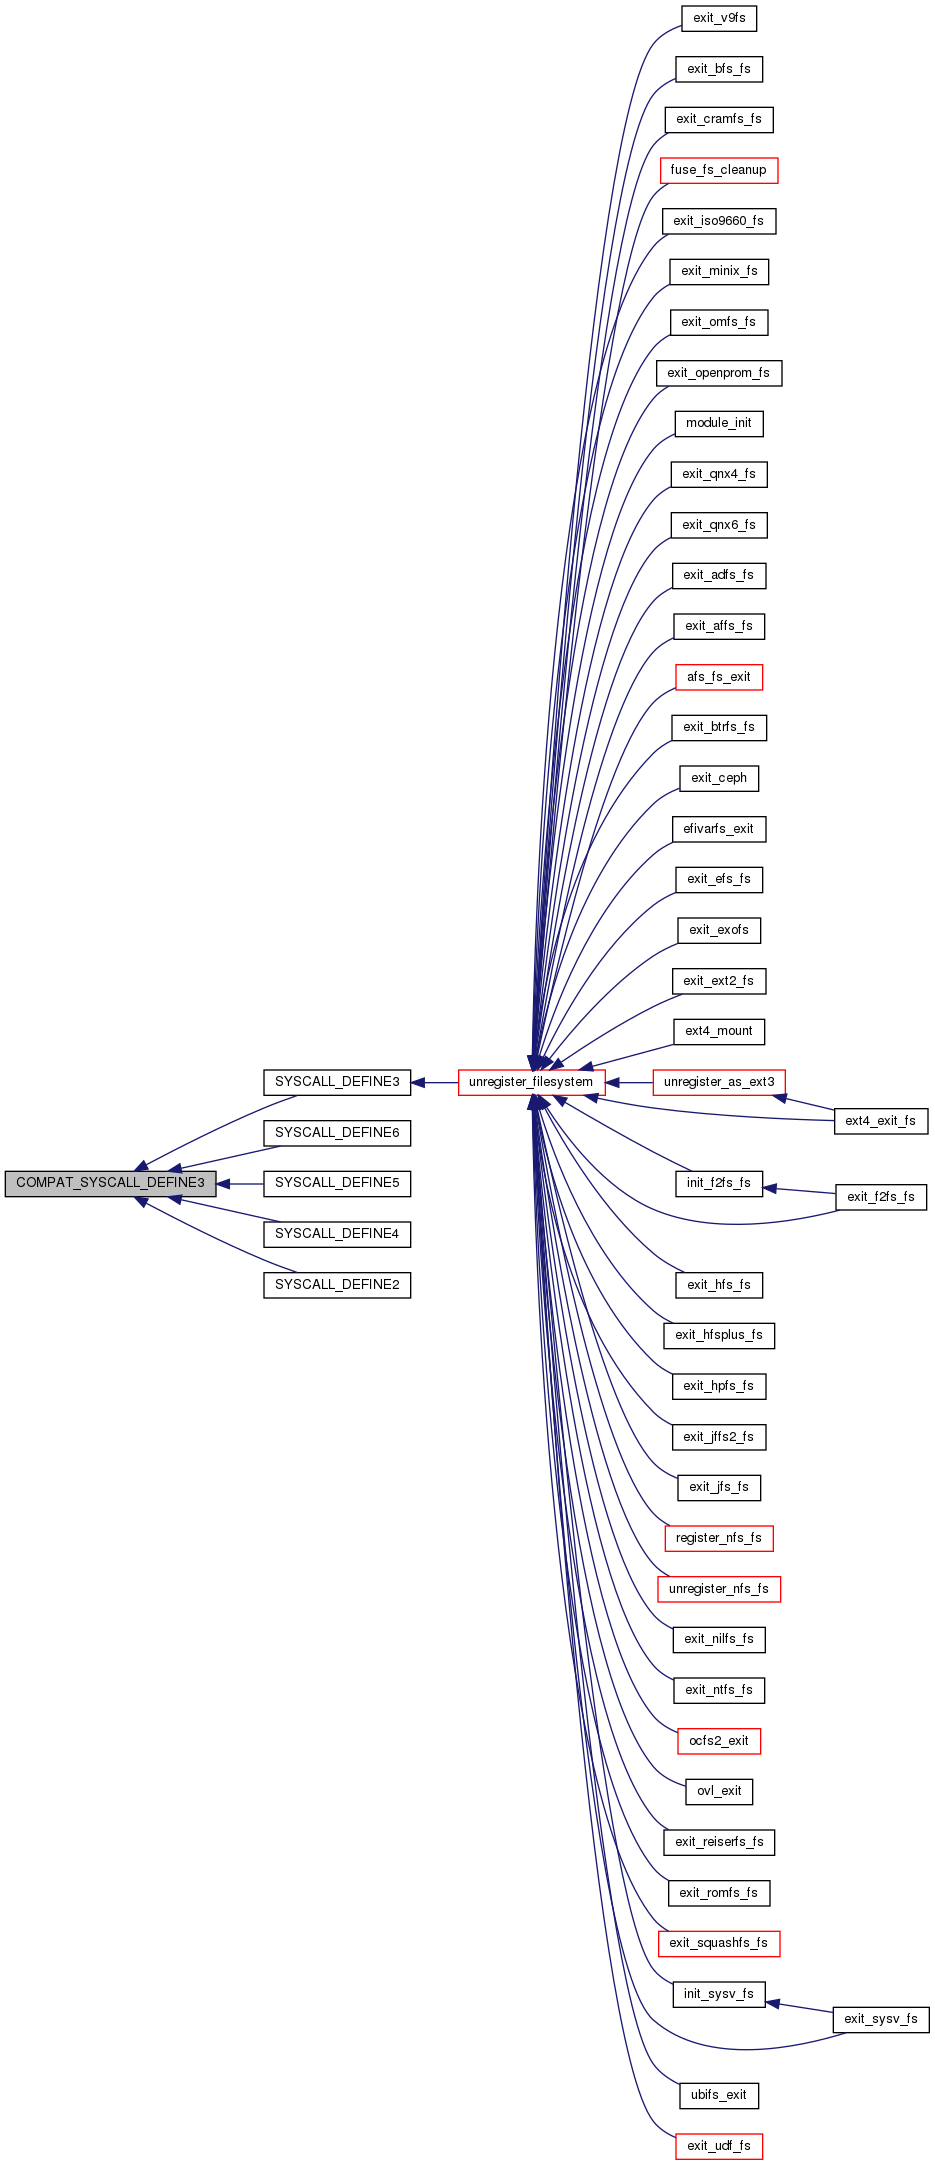 exit_v9fs
exit_bfs_fs
exit_cramfs_fs
fuse_fs_cleanup
exit_iso9660_fs
exit_minix_fs
exit_omfs_fs
exit_openprom_fs
module_init
exit_qnx4_fs
exit_qnx6_fs
exit_adfs_fs
exit_affs_fs
afs_fs_exit
exit_btrfs_fs
exit_ceph
efivarfs_exit
exit_efs_fs
exit_exofs
exit_ext2_fs
ext4_mount
SYSCALL_DEFINE3
unregister_filesystem
unregister_as_ext3
ext4_exit_fs
SYSCALL_DEFINE6
COMPAT_SYSCALL_DEFINE3
SYSCALL_DEFINE5
init_f2fs_fs
exit_f2fs_fs
SYSCALL_DEFINE4
SYSCALL_DEFINE2
exit_hfs_fs
exit_hfsplus_fs
exit_hpfs_fs
exit_jffs2_fs
exit_jfs_fs
register_nfs_fs
unregister_nfs_fs
exit_nilfs_fs
exit_ntfs_fs
ocfs2_exit
ovl_exit
exit_reiserfs_fs
exit_romfs_fs
exit_squashfs_fs
init_sysv_fs
exit_sysv_fs
ubifs_exit
exit_udf_fs